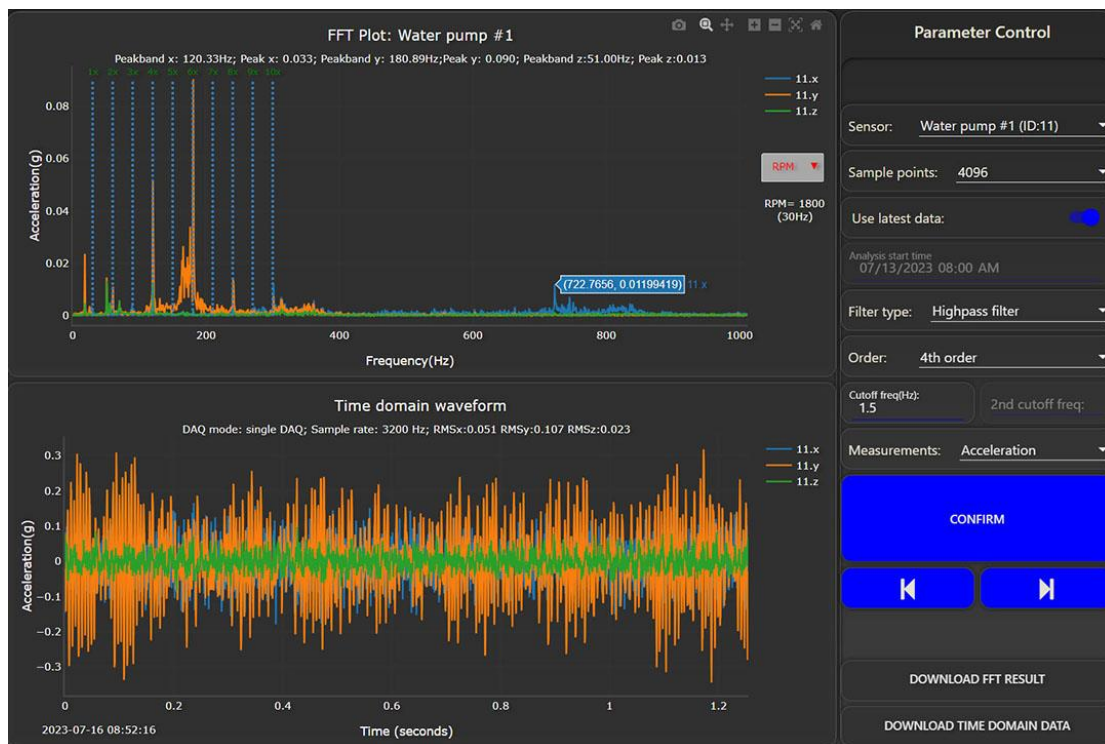 FFT Plot: Water pump #1
Peakband x: 120.33Hz; Peak x: 0.033; Peakband y: 180.89Hz;Peak y: 0.090; Peakband z:51.00Hz; Peak z:0.013
1x 2x 3x 4x 5x 6x 7x 8x 9x 10x
11.x
11.y
11.z
0.08
0.06
0.04
0.02
0
Acceleration(g)
RPM ▼
RPM= 1800
(30Hz)
(722.7656, 0.01199419) 11 x
0 200 400 600 800 1000
Frequency(Hz)
Time domain waveform
DAQ mode: single DAQ; Sample rate: 3200 Hz; RMSx:0.051 RMSy:0.107 RMSz:0.023
11.x
11.y
11.z
0.3
0.2
0.1
0
−0.1
−0.2
−0.3
Acceleration(g)
0 0.2 0.4 0.6 0.8 1 1.2
2023-07-16 08:52:16
Time (seconds)
Parameter Control
Sensor: Water pump #1 (ID:11)
Sample points: 4096
Use latest data:
Analysis start time
07/13/2023 08:00 AM
Filter type: Highpass filter
Order: 4th order
Cutoff freq(Hz):
1.5
2nd cutoff freq:
Measurements: Acceleration
CONFIRM
DOWNLOAD FFT RESULT
DOWNLOAD TIME DOMAIN DATA